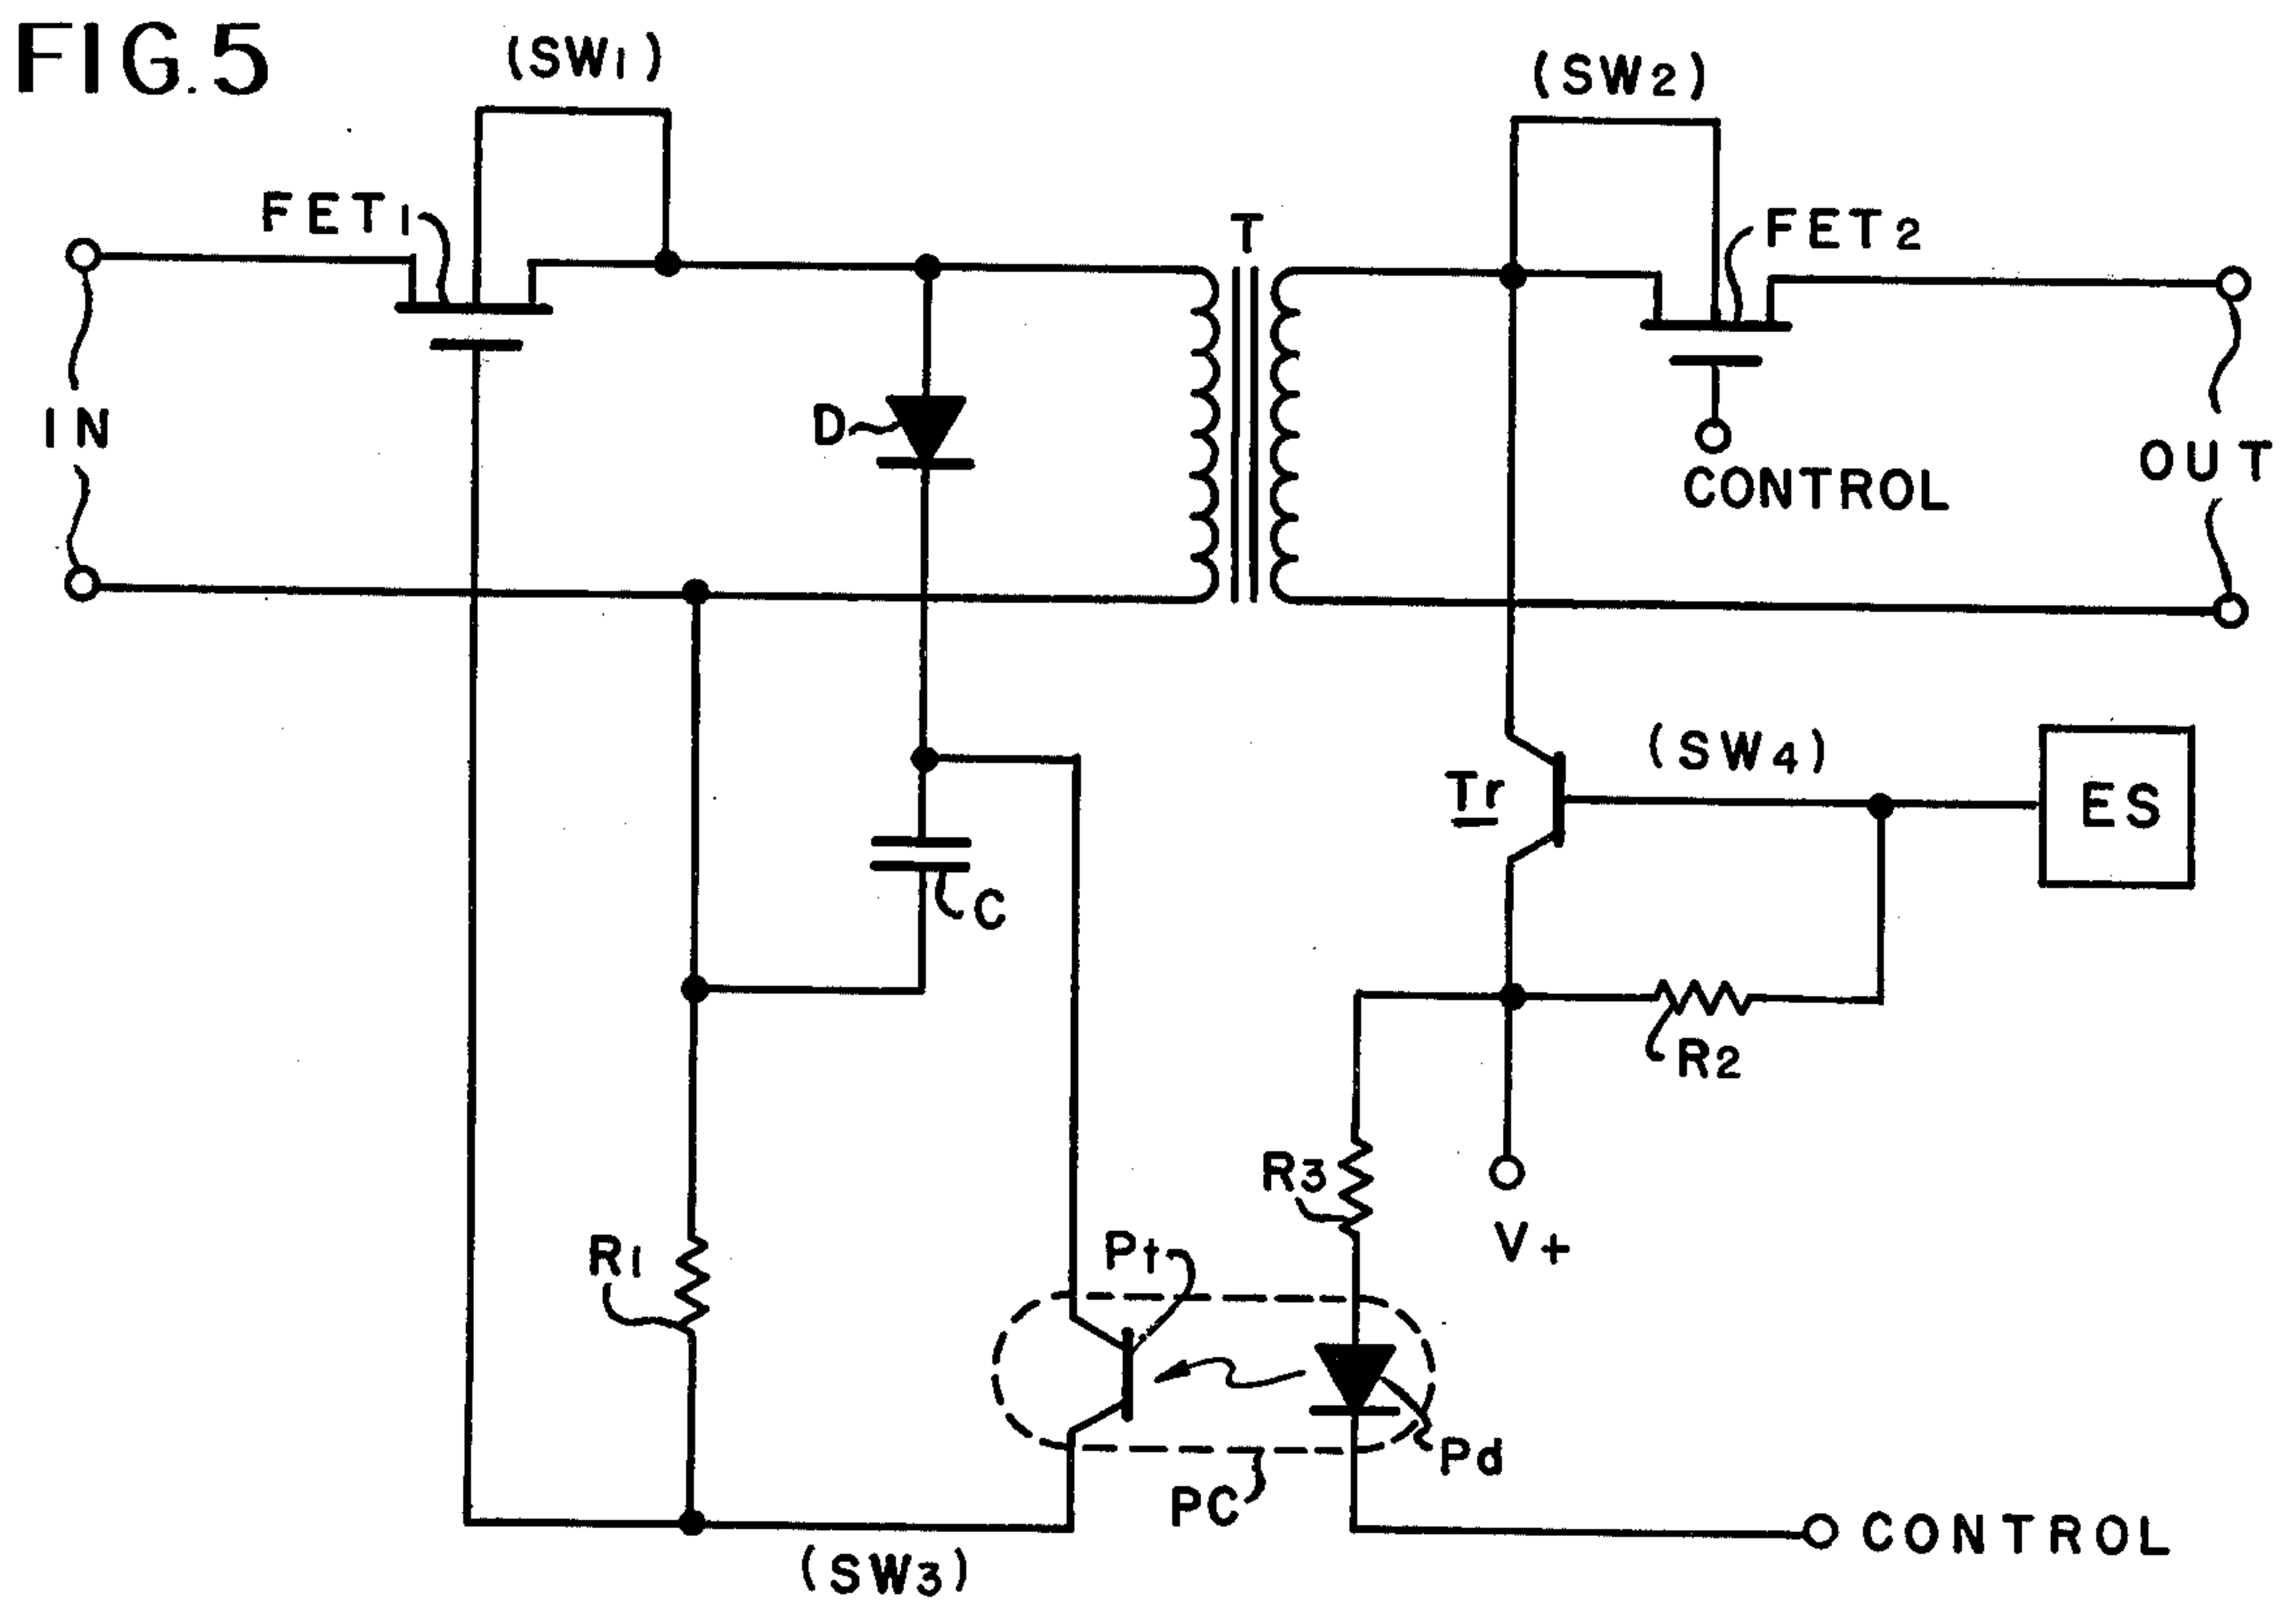 FIG. 5
(SW1)
(SW2)
FET1
T
FET2
IN
D
CONTROL
OUT
(SW4)
Tr
ES
C
R2
R3
V+
R1
Pt
Pd
PC
CONTROL
(SW3)